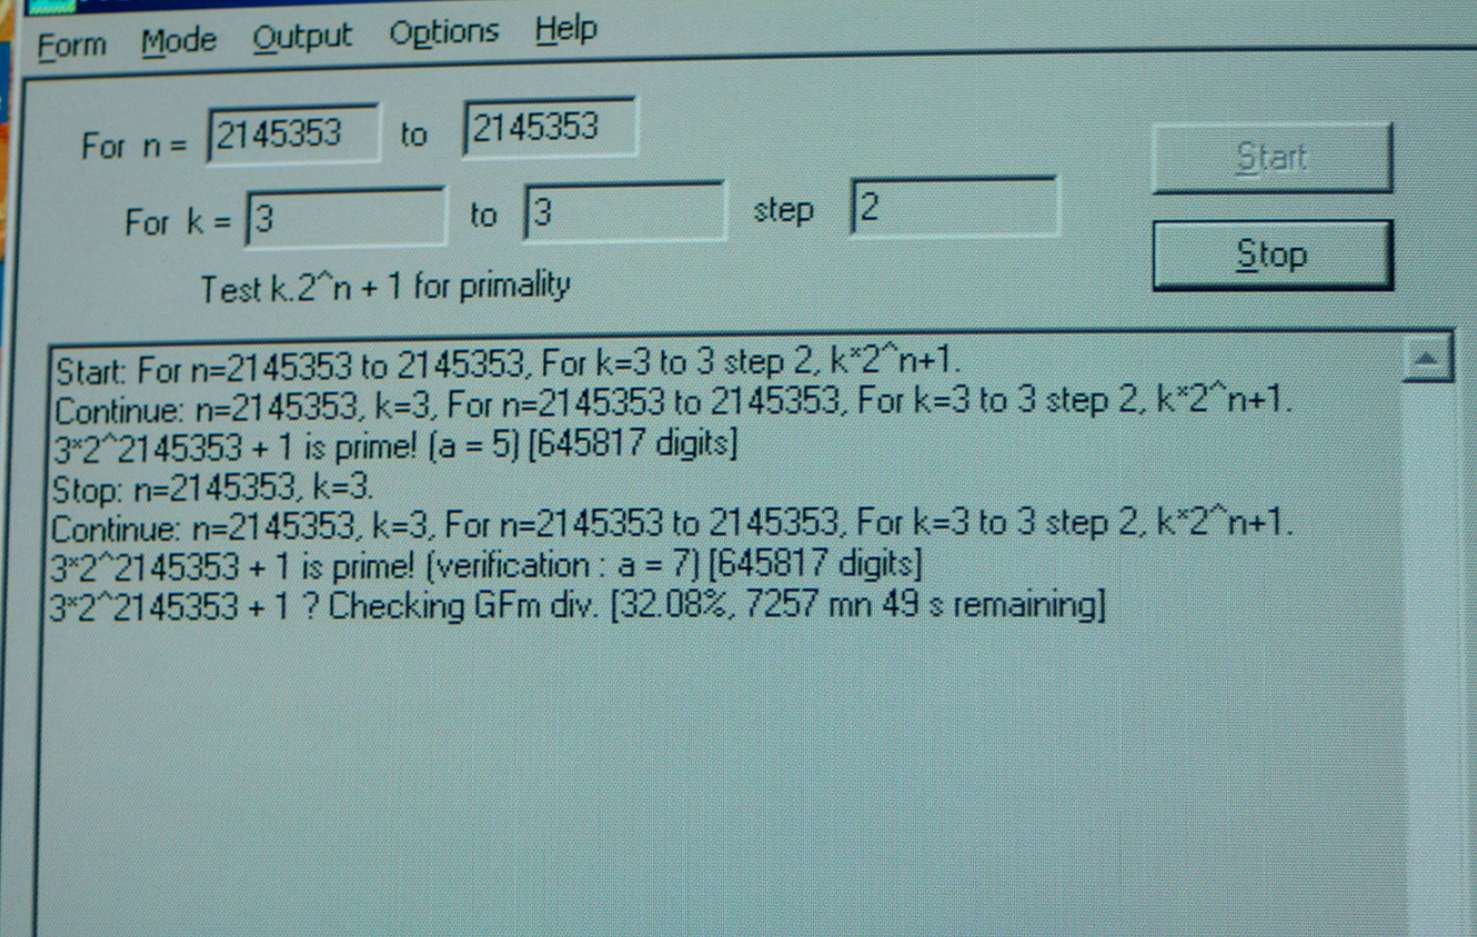 Form Mode Output Options Help
For n = 2145353 to 2145353
Start
For k = 3 to 3 step 2
Stop
Test k.2^n + 1 for primality
Start: For n=2145353 to 2145353, For k=3 to 3 step 2, k*2^n+1.
Continue: n=2145353, k=3, For n=2145353 to 2145353, For k=3 to 3 step 2, k*2^n+1.
3*2^2145353 + 1 is prime! (a = 5) [645817 digits]
Stop: n=2145353, k=3.
Continue: n=2145353, k=3, For n=2145353 to 2145353, For k=3 to 3 step 2, k*2^n+1.
3*2^2145353 + 1 is prime! (verification : a = 7) [645817 digits]
3*2^2145353 + 1 ? Checking GFm div. [32.08%, 7257 mn 49 s remaining]